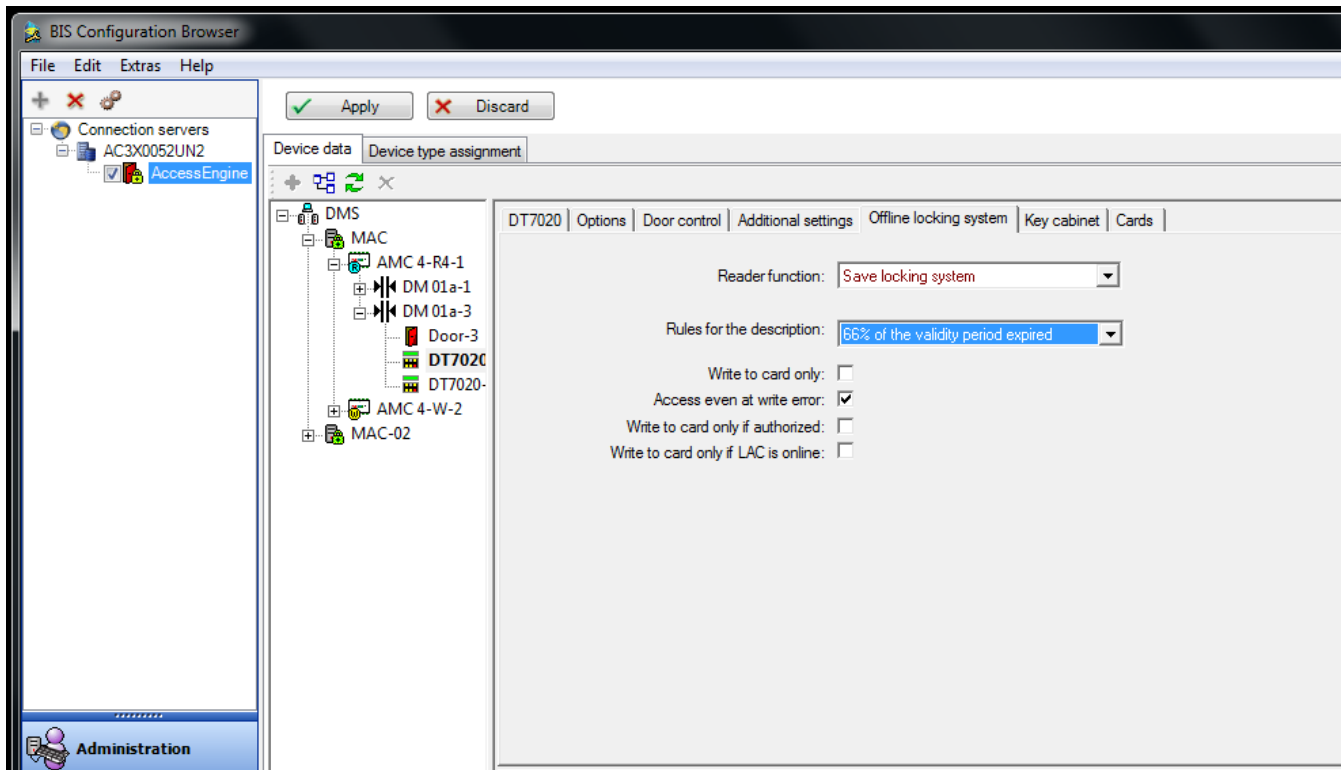 BIS Configuration Browser
File Edit Extras Help
Apply Discard
Connection servers
AC3X0052UN2
AccessEngine
Device data Device type assignment
DMS
MAC
AMC 4-R4-1
DM 01a-1
DM 01a-3
Door-3
DT7020
DT7020-
AMC 4-W-2
MAC-02
DT7020 Options Door control Additional settings Offline locking system Key cabinet Cards
Reader function: Save locking system
Rules for the description: 66% of the validity period expired
Write to card only:
Access even at write error:
Write to card only if authorized:
Write to card only if LAC is online:
Administration